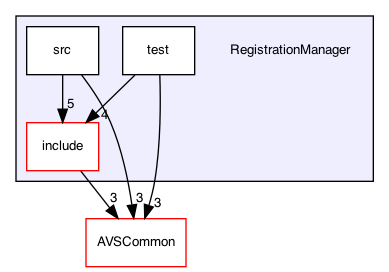 src
test
RegistrationManager
5
4
include
3
3
3
AVSCommon